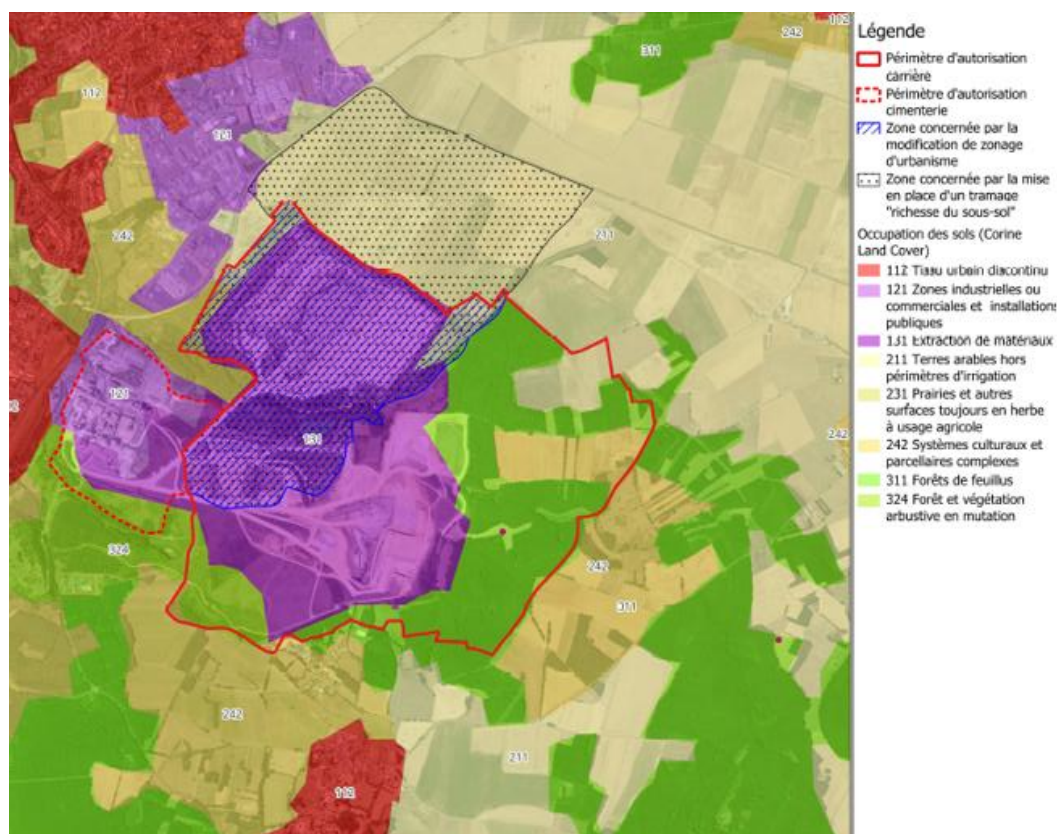 112
242
311
112
121
242
211
121
131
242
324
242
311
242
211
112
Légende
Périmètre d'autorisation
carrière
Périmètre d'autorisation
cimenterie
Zone concernée par la
modification de zonage
d'urbanisme
Zone concernée par la mise
en place d'un tramage
"richesse du sous-sol"
Occupation des sols (Corine
Land Cover)
112 Tissu urbain discontinu
121 Zones industrielles ou
commerciales et installations
publiques
131 Extraction de matériaux
211 Terres arables hors
périmètres d'irrigation
231 Prairies et autres
surfaces toujours en herbe
à usage agricole
242 Systèmes culturaux et
parcellaires complexes
311 Forêts de feuillus
324 Forêt et végétation
arbustive en mutation